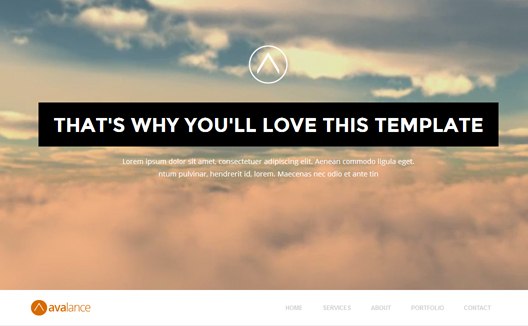 THAT'S WHY YOU'LL LOVE THIS TEMPLATE
Lorem ipsum dolor sit amet, consectetuer adipiscing elit. Aenean commodo ligula eget,
ntum pulvinar, hendrerit id, lorem. Maecenas nec odio et ante tin
avalance
HOME SERVICES ABOUT PORTFOLIO CONTACT